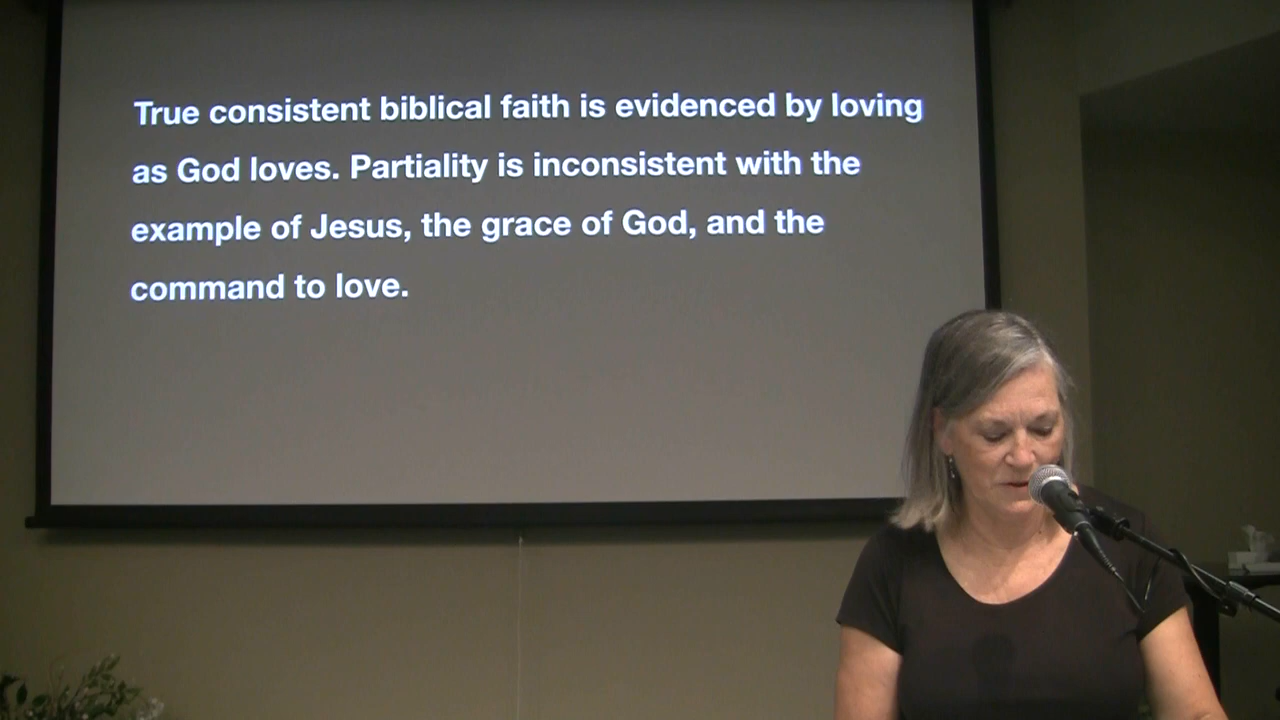 True consistent biblical faith is evidenced by loving
as God loves. Partiality is inconsistent with the
example of Jesus, the grace of God, and the
command to love.